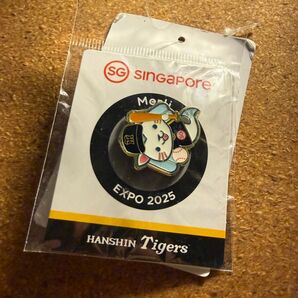 SG SINGAPORE
Merli
EXPO 2025
HANSHIN Tigers